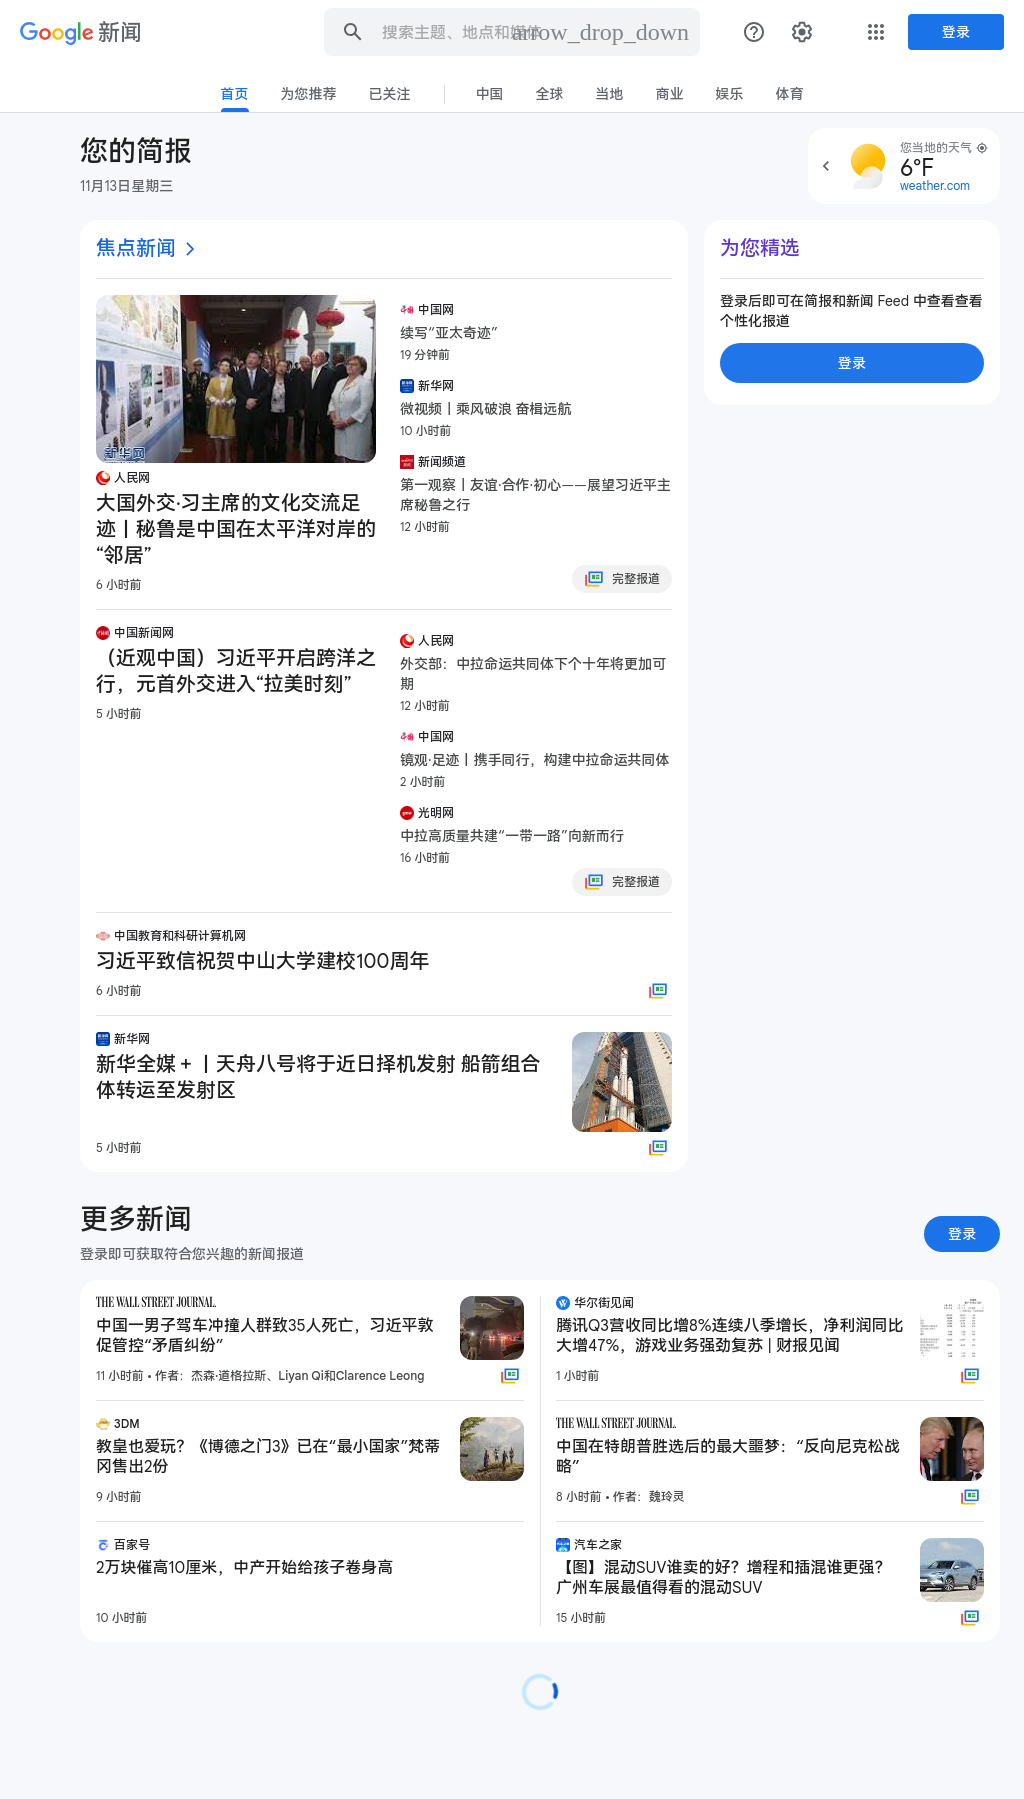 Google 新闻
搜索主题、地点和媒体
arrow_drop_down
登录
首页
为您推荐
已关注
中国
全球
当地
商业
娱乐
体育
您的简报
11月13日星期三
您当地的天气
6°F
weather.com
焦点新闻
新华网
人民网
大国外交·习主席的文化交流足
迹丨秘鲁是中国在太平洋对岸的
“邻居”
6 小时前
中国网
续写“亚太奇迹”
19 分钟前
新华网
微视频丨乘风破浪 奋楫远航
10 小时前
新闻频道
第一观察丨友谊·合作·初心——展望习近平主
席秘鲁之行
12 小时前
完整报道
中国新闻网
（近观中国）习近平开启跨洋之
行，元首外交进入“拉美时刻”
5 小时前
人民网
外交部：中拉命运共同体下个十年将更加可
期
12 小时前
中国网
镜观·足迹丨携手同行，构建中拉命运共同体
2 小时前
光明网
中拉高质量共建“一带一路”向新而行
16 小时前
完整报道
中国教育和科研计算机网
习近平致信祝贺中山大学建校100周年
6 小时前
新华网
新华全媒+丨天舟八号将于近日择机发射 船箭组合
体转运至发射区
5 小时前
为您精选
登录后即可在简报和新闻 Feed 中查看查看
个性化报道
登录
更多新闻
登录即可获取符合您兴趣的新闻报道
登录
THE WALL STREET JOURNAL.
中国一男子驾车冲撞人群致35人死亡，习近平敦
促管控“矛盾纠纷”
11 小时前 • 作者：杰森·道格拉斯、Liyan Qi和Clarence Leong
3DM
教皇也爱玩？《博德之门3》已在“最小国家”梵蒂
冈售出2份
9 小时前
百家号
2万块催高10厘米，中产开始给孩子卷身高
10 小时前
华尔街见闻
腾讯Q3营收同比增8%连续八季增长，净利润同比
大增47%，游戏业务强劲复苏 | 财报见闻
1 小时前
THE WALL STREET JOURNAL.
中国在特朗普胜选后的最大噩梦：“反向尼克松战
略”
8 小时前 • 作者：魏玲灵
汽车之家
【图】混动SUV谁卖的好？增程和插混谁更强？
广州车展最值得看的混动SUV
15 小时前